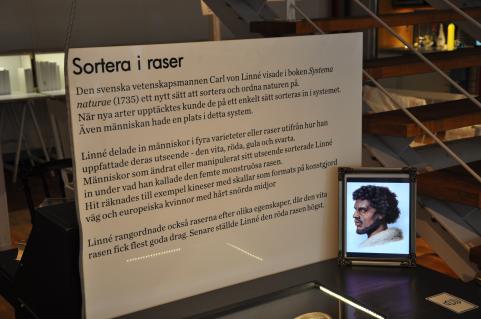 Sortera i raser
Den svenska vetenskapsmannen Carl von Linné visade i boken Systema
naturae (1735) ett nytt sätt att sortera och ordna naturen på.
När nya arter upptäcktes kunde de på ett enkelt sätt sorteras in i systemet.
Även människan hade en plats i detta system.
Linné delade in människor i fyra varieteter eller raser utifrån hur han
uppfattade deras utseende - den vita, röda, gula och svarta.
Människor som ändrat eller manipulerat sitt utseende sorterade Linné
in under vad han kallade den femte monstruösa rasen.
Hit räknades till exempel kineser med skallar som formats på konstgjord
väg och europeiska kvinnor med hårt snörda midjor
Linné rangordnade också raserna efter olika egenskaper, där den vita
rasen fick flest goda drag. Senare ställde Linné den röda rasen högst.